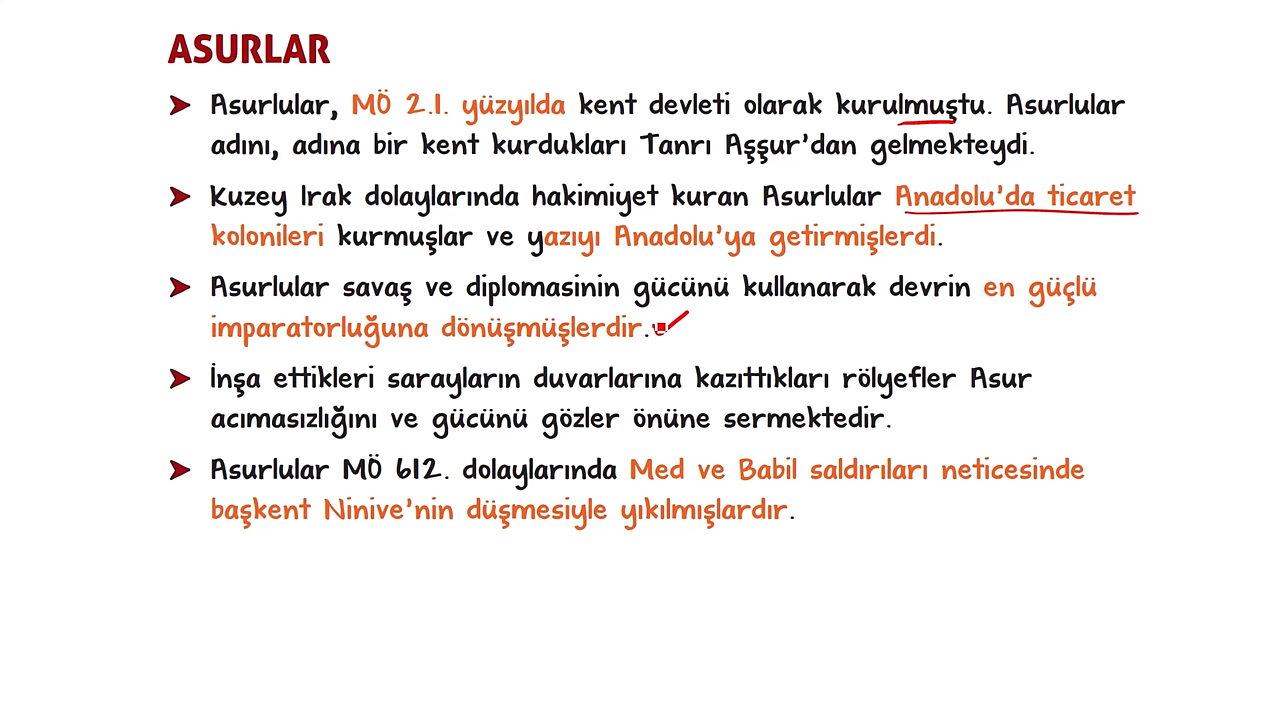 ASURLAR
➤ Asurlular, MÖ 2.1. yüzyılda kent devleti olarak kurulmuştu. Asurlular
adını, adına bir kent kurdukları Tanrı Aşşur’dan gelmekteydi.
➤ Kuzey Irak dolaylarında hakimiyet kuran Asurlular Anadolu’da ticaret
kolonileri kurmuşlar ve yazıyı Anadolu’ya getirmişlerdi.
➤ Asurlular savaş ve diplomasinin gücünü kullanarak devrin en güçlü
imparatorluğuna dönüşmüşlerdir.
➤ İnşa ettikleri sarayların duvarlarına kazıttıkları rölyefler Asur
acımasızlığını ve gücünü gözler önüne sermektedir.
➤ Asurlular MÖ 612. dolaylarında Med ve Babil saldırıları neticesinde
başkent Ninive’nin düşmesiyle yıkılmışlardır.